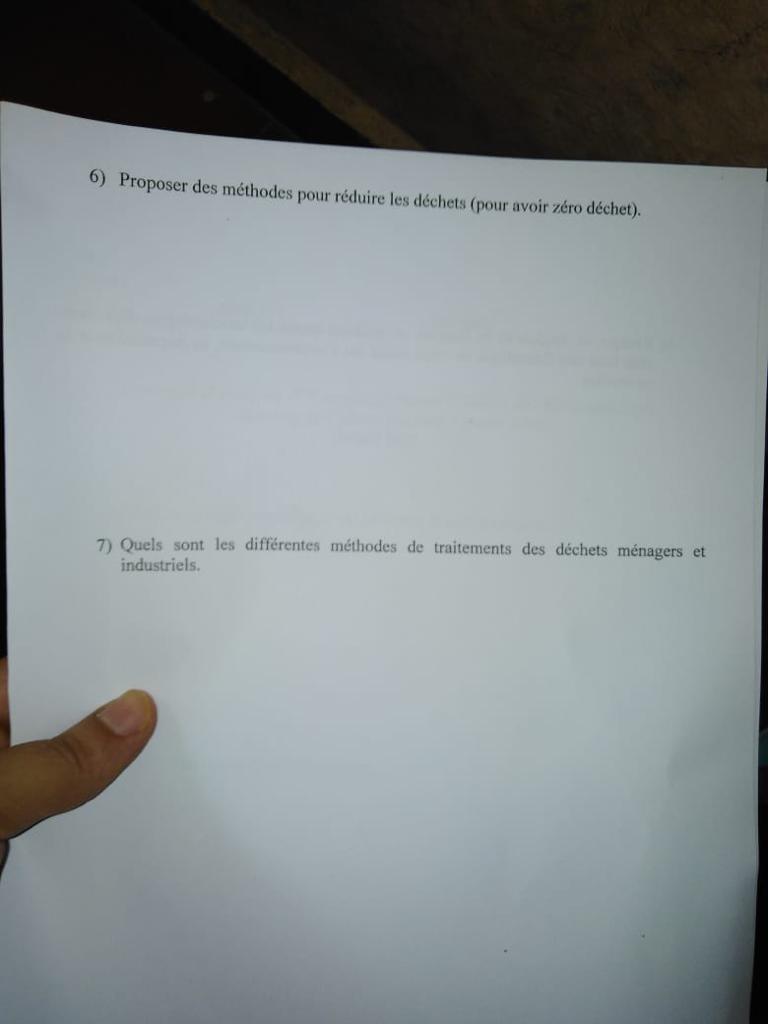 6) Proposer des méthodes pour réduire les déchets (pour avoir zéro déchet).
7) Quels sont les différentes méthodes de traitements des déchets ménagers et
industriels.